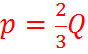 p = 2/3 Q